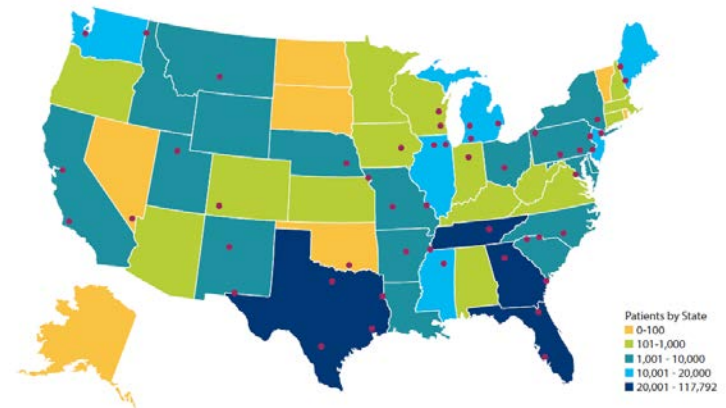 Patients by State
0-100
101-1,000
1,001 - 10,000
10,001 - 20,000
20,001 - 117,792